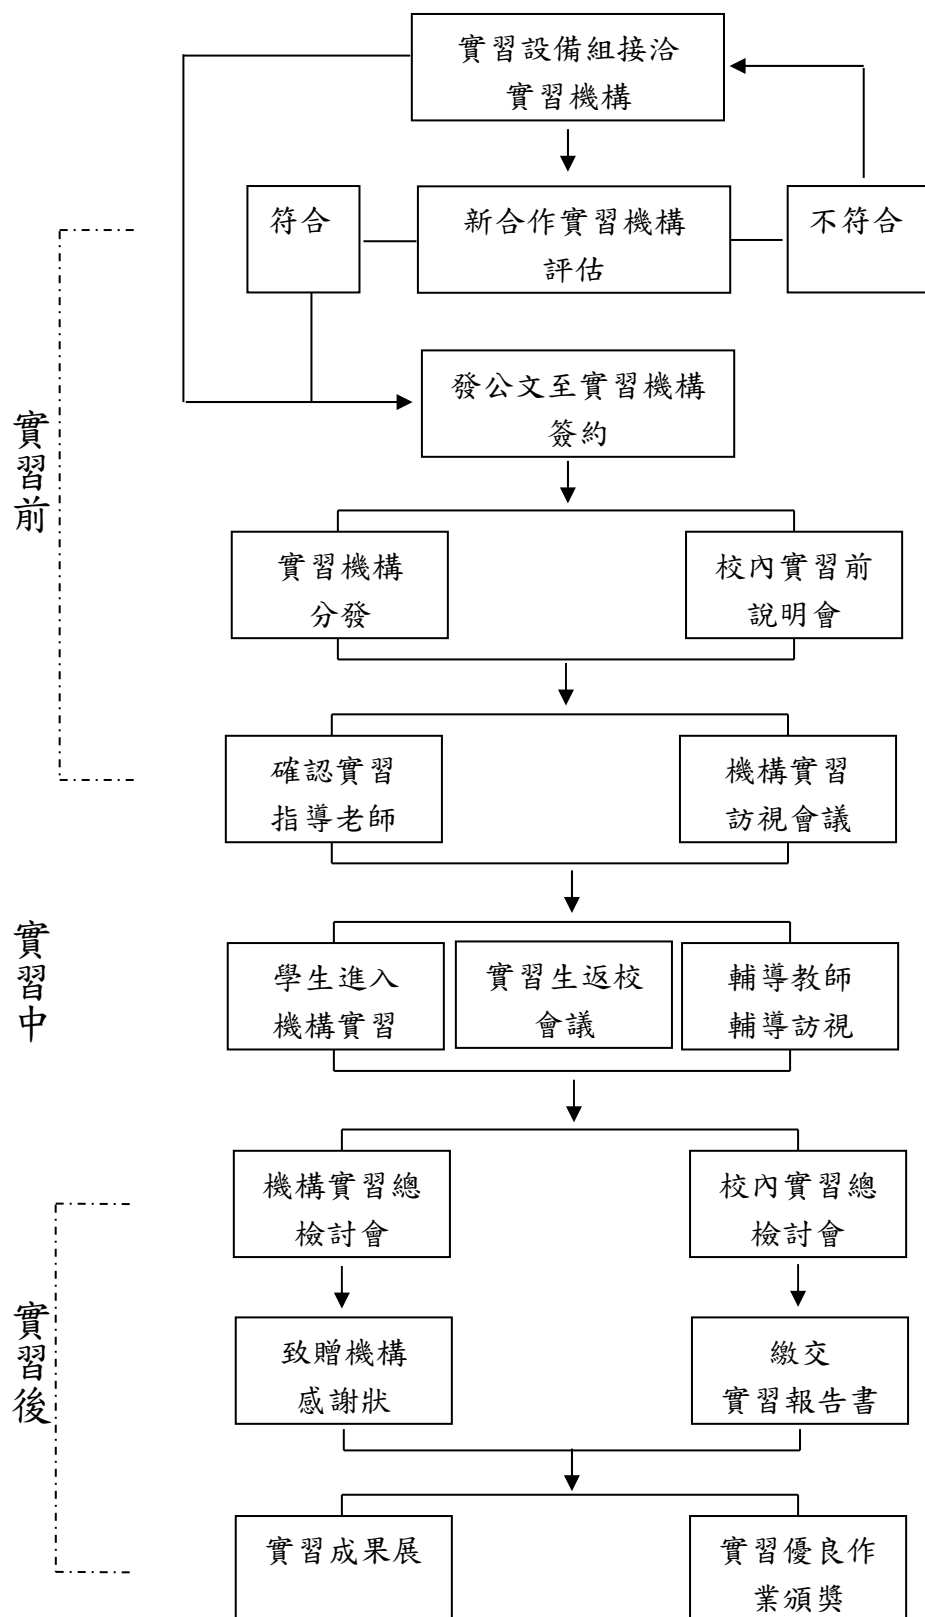 實習設備組接洽
實習機構
符合
新合作實習機構
評估
不符合
發公文至實習機構
簽約
實習前
實習機構
分發
校內實習前
說明會
確認實習
指導老師
機構實習
訪視會議
實習中
學生進入
機構實習
實習生返校
會議
輔導教師
輔導訪視
機構實習總
檢討會
校內實習總
檢討會
實習後
致贈機構
感謝狀
繳交
實習報告書
實習成果展
實習優良作
業頒獎